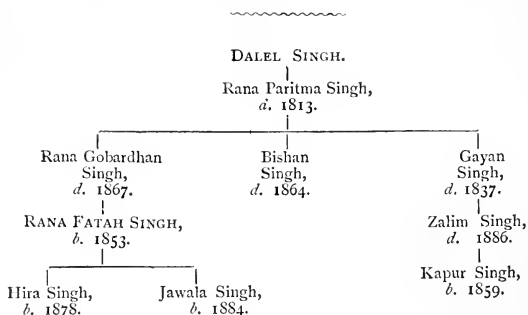 DALEL SINGH.
Rana Paritma Singh,
d. 1813.
Rana Gobardhan Bishan Gayan
Singh, Singh, Singh,
d. 1867. d. 1864. d. 1837.
RANA FATAH SINGH, Zalim Singh,
b. 1853. d. 1886.
Hira Singh, Jawala Singh, Kapur Singh,
b. 1878. b. 1884. b. 1859.